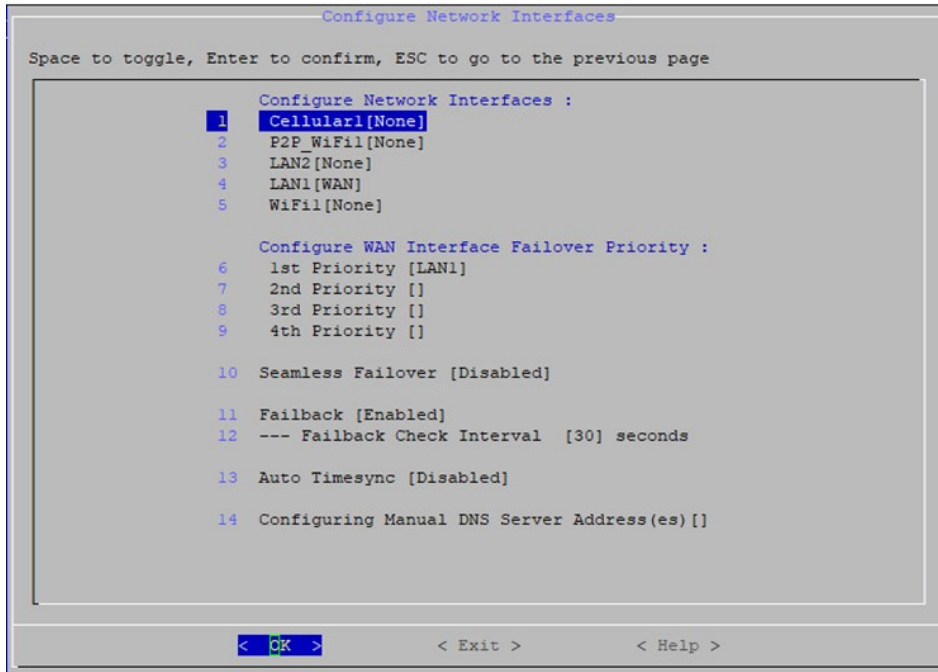 Configure Network Interfaces
Space to toggle, Enter to confirm, ESC to go to the previous page
Configure Network Interfaces :
1 Cellular1[None]
2 P2P_WiFi1[None]
3 LAN2[None]
4 LAN1[WAN]
5 WiFi1[None]
Configure WAN Interface Failover Priority :
6 1st Priority [LAN1]
7 2nd Priority []
8 3rd Priority []
9 4th Priority []
10 Seamless Failover [Disabled]
11 Failback [Enabled]
12 --- Failback Check Interval [30] seconds
13 Auto Timesync [Disabled]
14 Configuring Manual DNS Server Address(es)[]
< OK > < Exit > < Help >